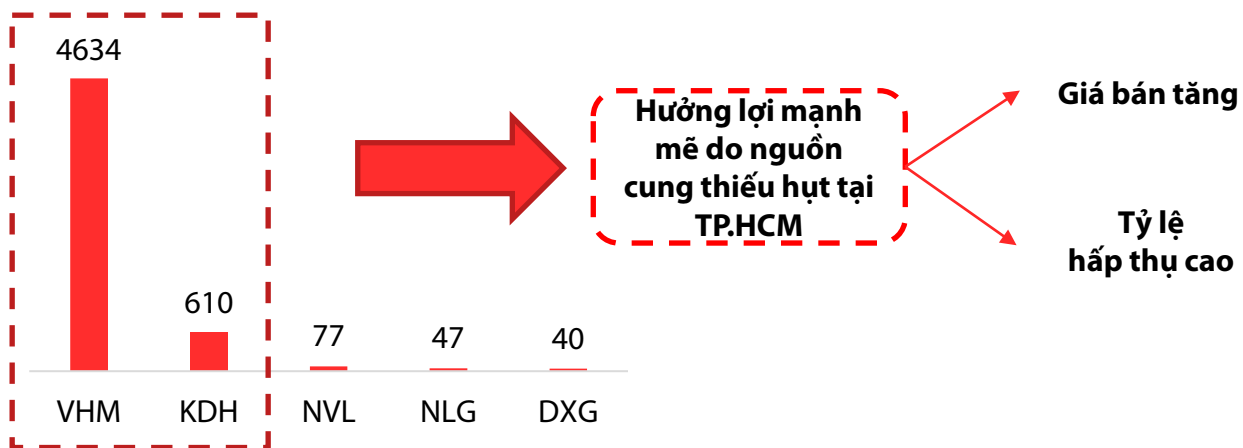 4634
610
77
47
40
VHM
KDH
NVL
NLG
DXG
Hưởng lợi mạnh
mẽ do nguồn
cung thiếu hụt tại
TP.HCM
Giá bán tăng
Tỷ lệ
hấp thụ cao